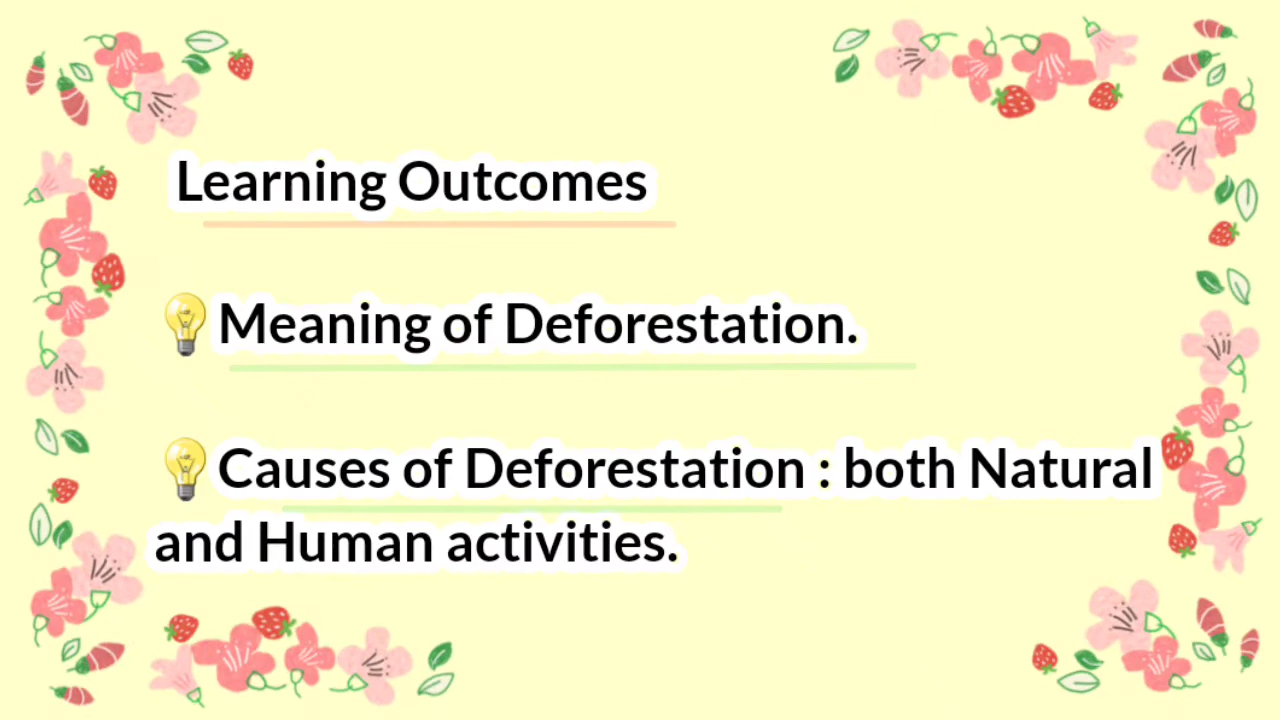 Learning Outcomes
💡Meaning of Deforestation.
💡Causes of Deforestation : both Natural
and Human activities.